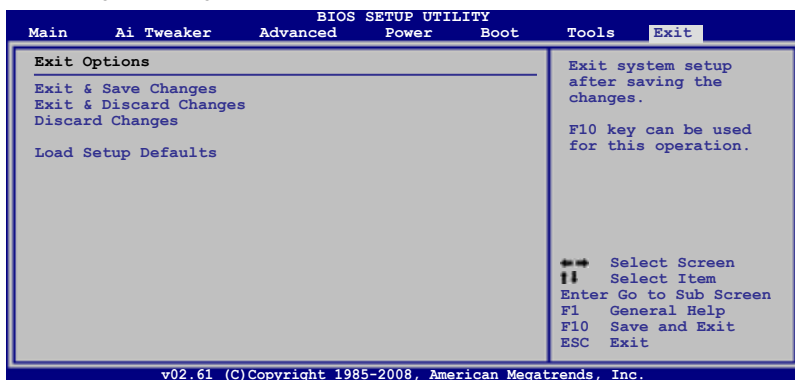 BIOS SETUP UTILITY
Main Ai Tweaker Advanced Power Boot Tools Exit
Exit Options
Exit & Save Changes
Exit & Discard Changes
Discard Changes
Load Setup Defaults
Exit system setup
after saving the
changes.
F10 key can be used
for this operation.
←→ Select Screen
↑↓ Select Item
Enter Go to Sub Screen
F1 General Help
F10 Save and Exit
ESC Exit
v02.61 (C)Copyright 1985-2008, American Megatrends, Inc.